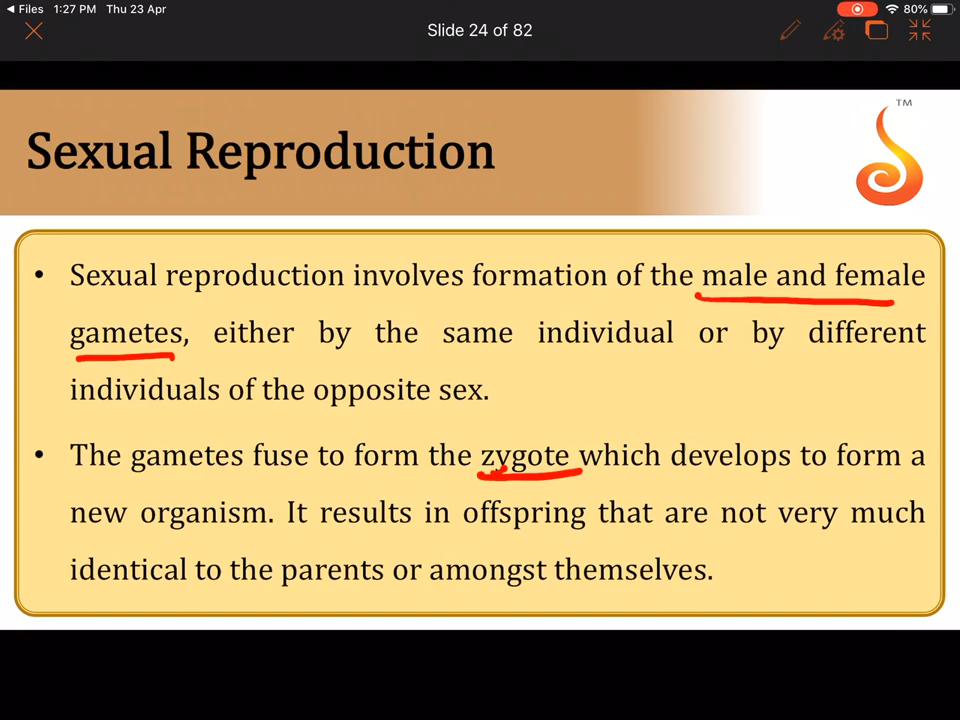 Files 1:27 PM Thu 23 Apr 80%
Slide 24 of 82
TM
Sexual Reproduction
• Sexual reproduction involves formation of the male and female
gametes, either by the same individual or by different
individuals of the opposite sex.
• The gametes fuse to form the zygote which develops to form a
new organism. It results in offspring that are not very much
identical to the parents or amongst themselves.